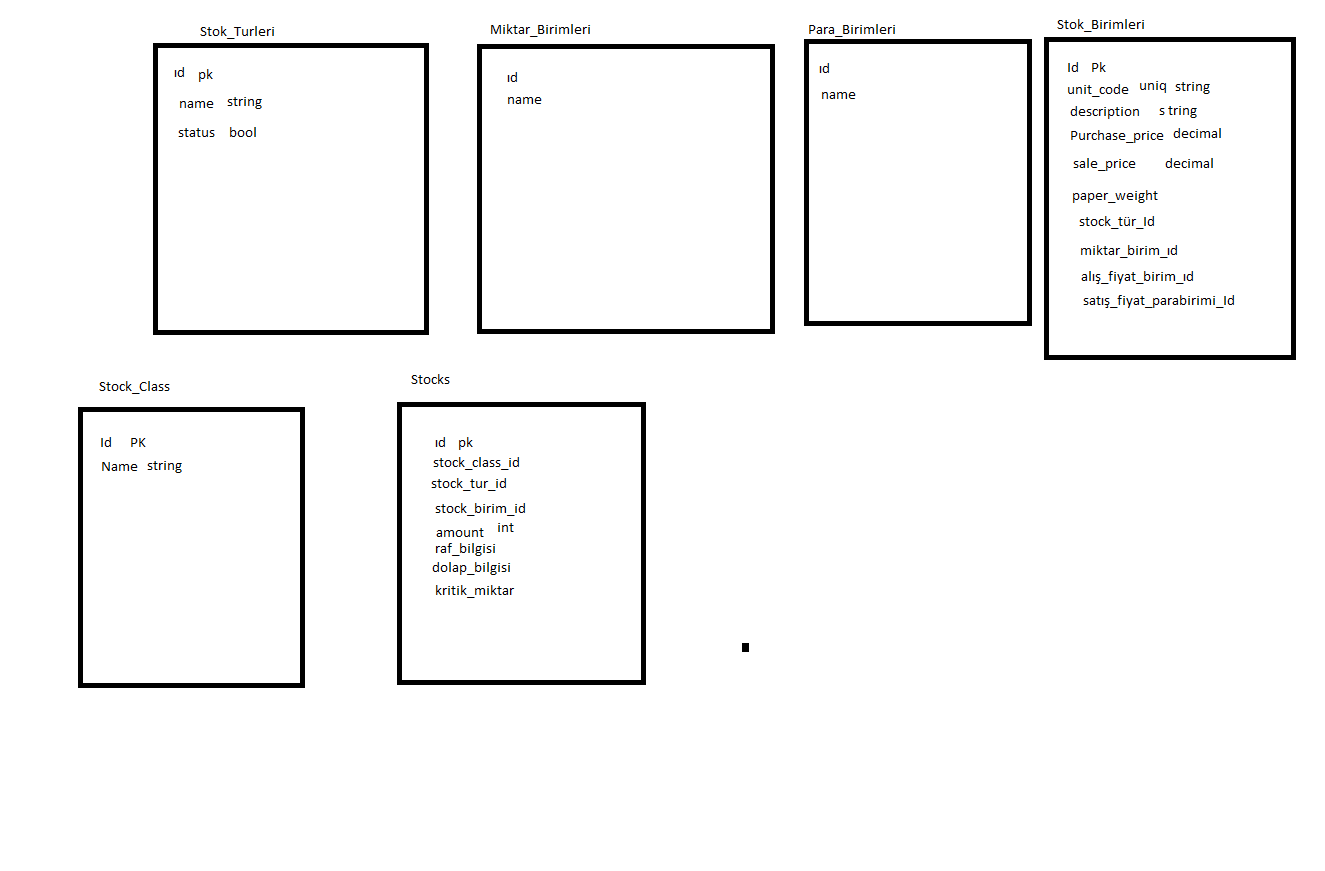 Stok_Turleri
ıd pk
name string
status bool
Miktar_Birimleri
ıd
name
Para_Birimleri
ıd
name
Stok_Birimleri
Id Pk
unit_code uniq string
description s tring
Purchase_price decimal
sale_price decimal
paper_weight
stock_tür_Id
miktar_birim_ıd
alış_fiyat_birim_ıd
satış_fiyat_parabirimi_Id
Stock_Class
Id PK
Name string
Stocks
ıd pk
stock_class_id
stock_tur_id
stock_birim_id
amount int
raf_bilgisi
dolap_bilgisi
kritik_miktar